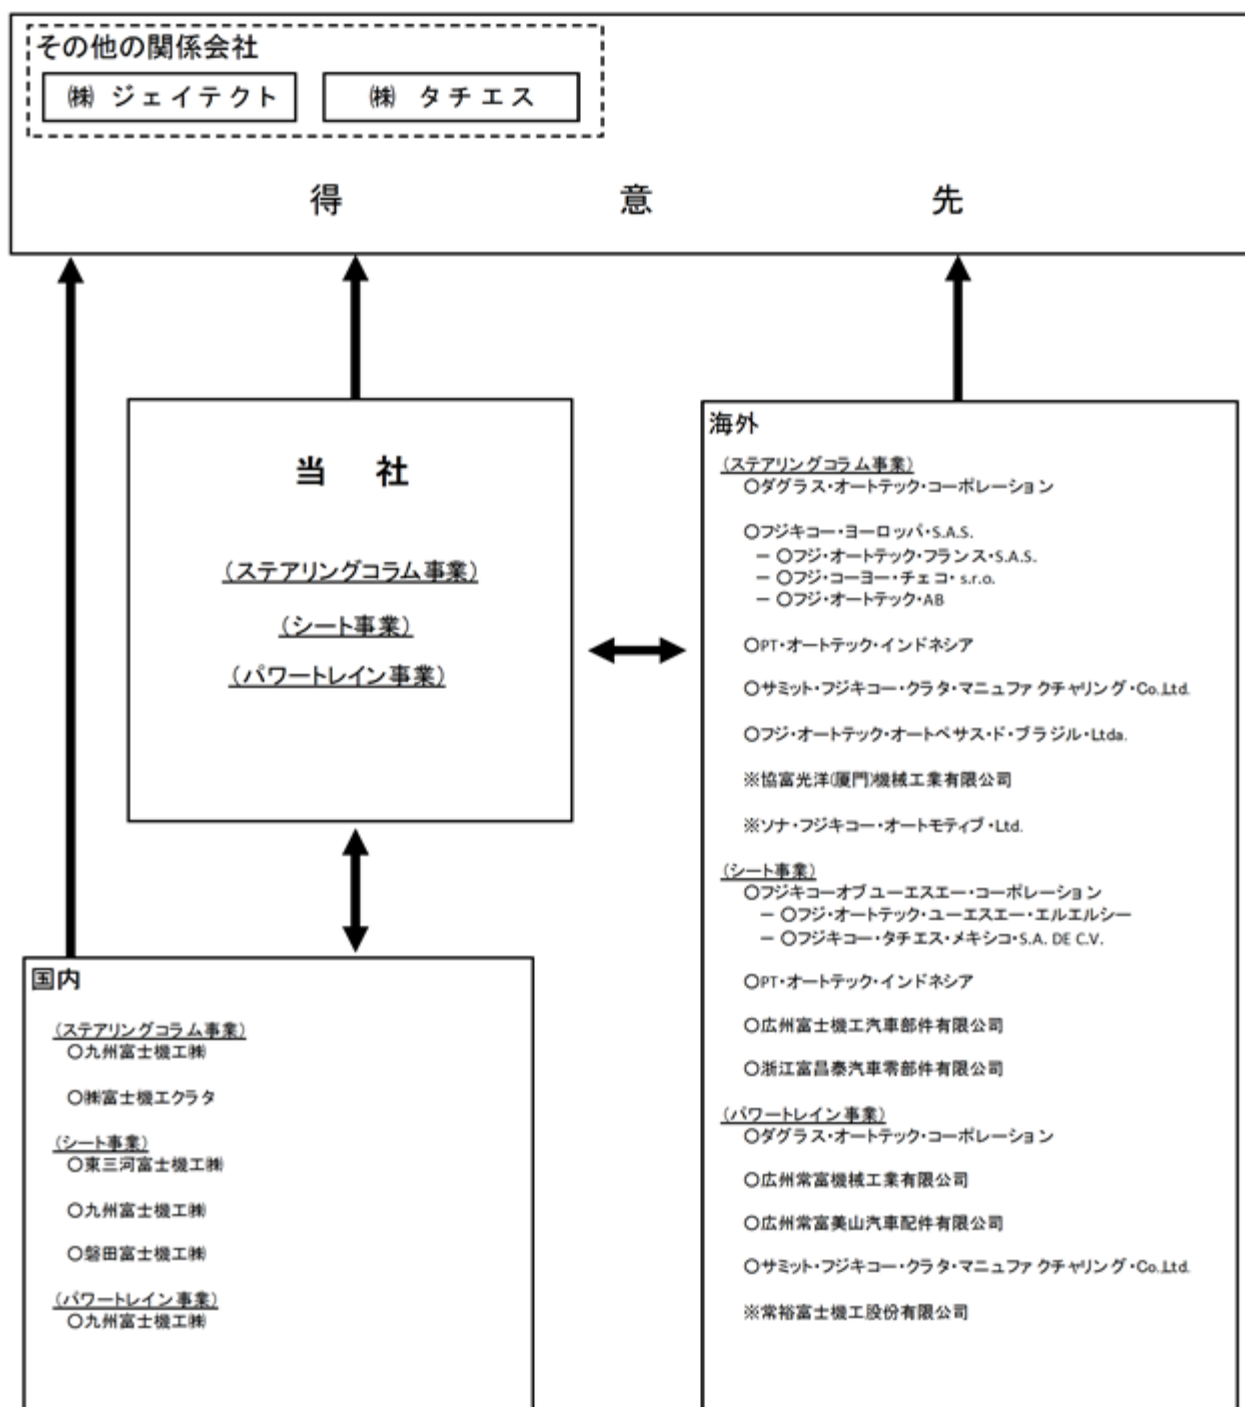 その他の関係会社
㈱ ジェイテクト
㈱ タチエス
得意先
当社
(ステアリングコラム事業)
(シート事業)
(パワートレイン事業)
海外
(ステアリングコラム事業)
○ダグラス・オートテック・コーポレーション
○フジキコー・ヨーロッパ・S.A.S.
－ ○フジ・オートテック・フランス・S.A.S.
－ ○フジ・コーヨー・チェコ・s.r.o.
－ ○フジ・オートテック・AB
○PT・オートテック・インドネシア
○サミット・フジキコー・クラタ・マニュファクチャリング・Co.,Ltd.
○フジ・オートテック・オートペサス・ド・ブラジル・Ltda.
※協富光洋(厦門)機械工業有限公司
※ソナ・フジキコー・オートモティブ・Ltd.
(シート事業)
○フジキコーオブユーエスエー・コーポレーション
－ ○フジ・オートテック・ユーエスエー・エルエルシー
－ ○フジキコー・タチエス・メキシコ・S.A. DE C.V.
○PT・オートテック・インドネシア
○広州富士機工汽車部件有限公司
○浙江富昌泰汽車零部件有限公司
(パワートレイン事業)
○ダグラス・オートテック・コーポレーション
○広州常富機械工業有限公司
○広州常富美山汽車配件有限公司
○サミット・フジキコー・クラタ・マニュファクチャリング・Co.,Ltd.
※常裕富士機工股份有限公司
国内
(ステアリングコラム事業)
○九州富士機工㈱
○㈱富士機工クラタ
(シート事業)
○東三河富士機工㈱
○九州富士機工㈱
○磐田富士機工㈱
(パワートレイン事業)
○九州富士機工㈱